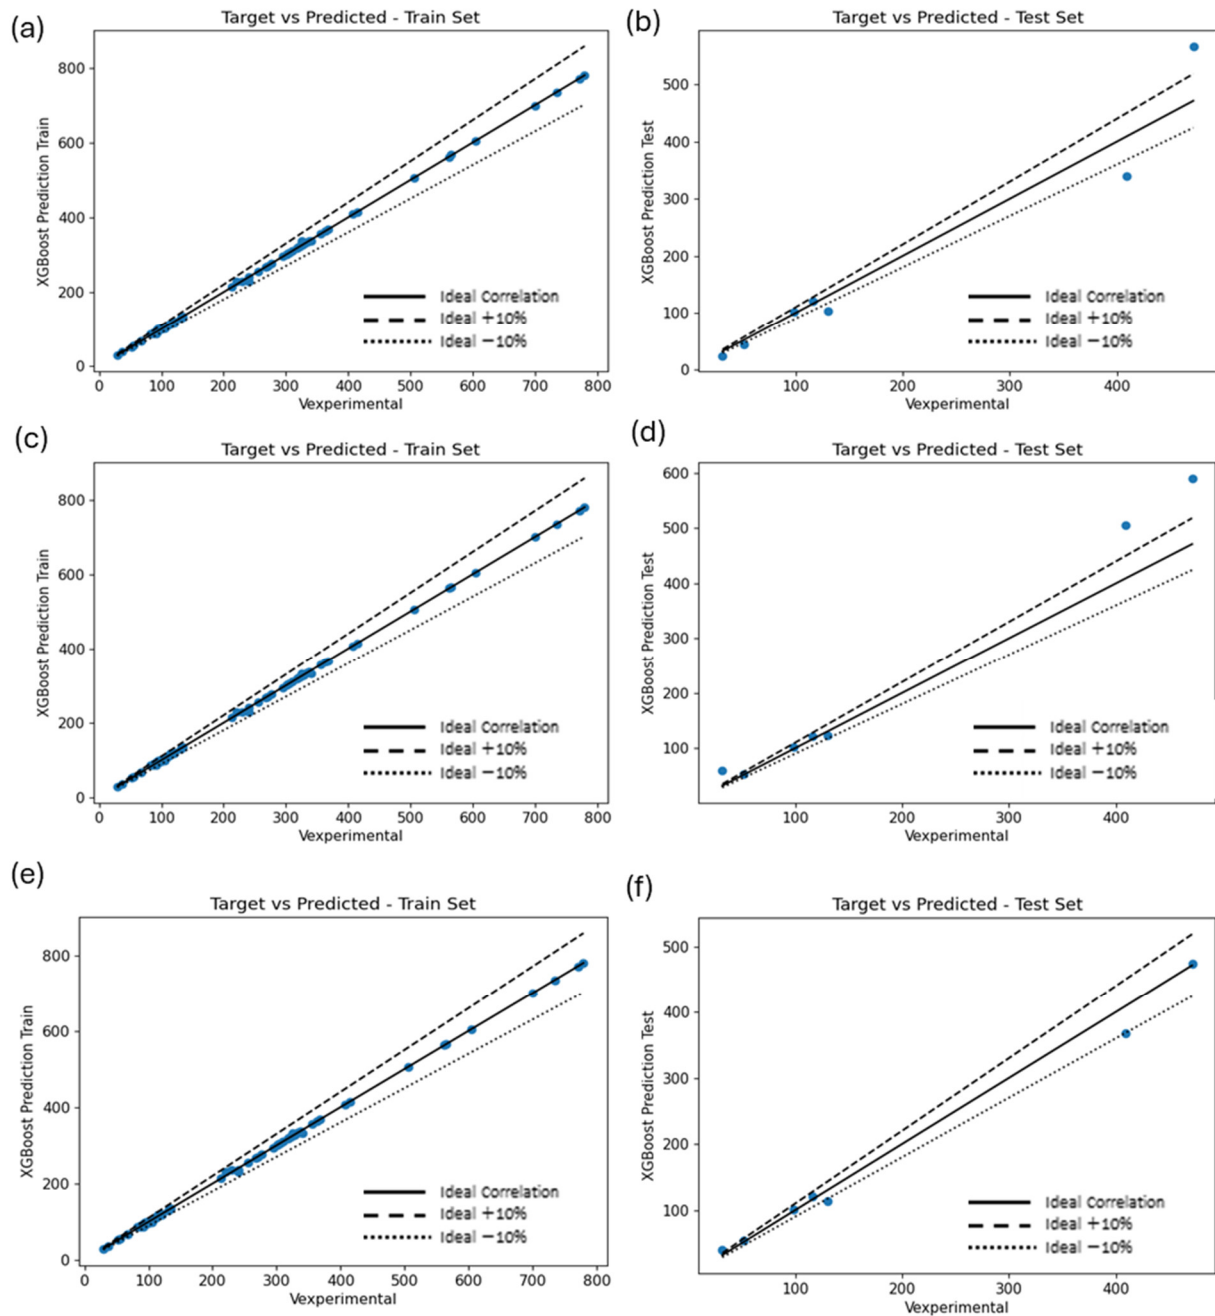 (a)
Target vs Predicted - Train Set
XGBoost Prediction Train
800
600
400
200
0
0 100 200 300 400 500 600 700 800
Vexperimental
Ideal Correlation
Ideal +10%
Ideal −10%
(b)
Target vs Predicted - Test Set
XGBoost Prediction Test
500
400
300
200
100
0
100 200 300 400
Vexperimental
Ideal Correlation
Ideal +10%
Ideal −10%
(c)
Target vs Predicted - Train Set
XGBoost Prediction Train
800
600
400
200
0
0 100 200 300 400 500 600 700 800
Vexperimental
Ideal Correlation
Ideal +10%
Ideal −10%
(d)
Target vs Predicted - Test Set
XGBoost Prediction Test
600
500
400
300
200
100
100 200 300 400
Vexperimental
Ideal Correlation
Ideal +10%
Ideal −10%
(e)
Target vs Predicted - Train Set
XGBoost Prediction Train
800
600
400
200
0
0 100 200 300 400 500 600 700 800
Vexperimental
Ideal Correlation
Ideal +10%
Ideal −10%
(f)
Target vs Predicted - Test Set
XGBoost Prediction Test
500
400
300
200
100
100 200 300 400
Vexperimental
Ideal Correlation
Ideal +10%
Ideal −10%